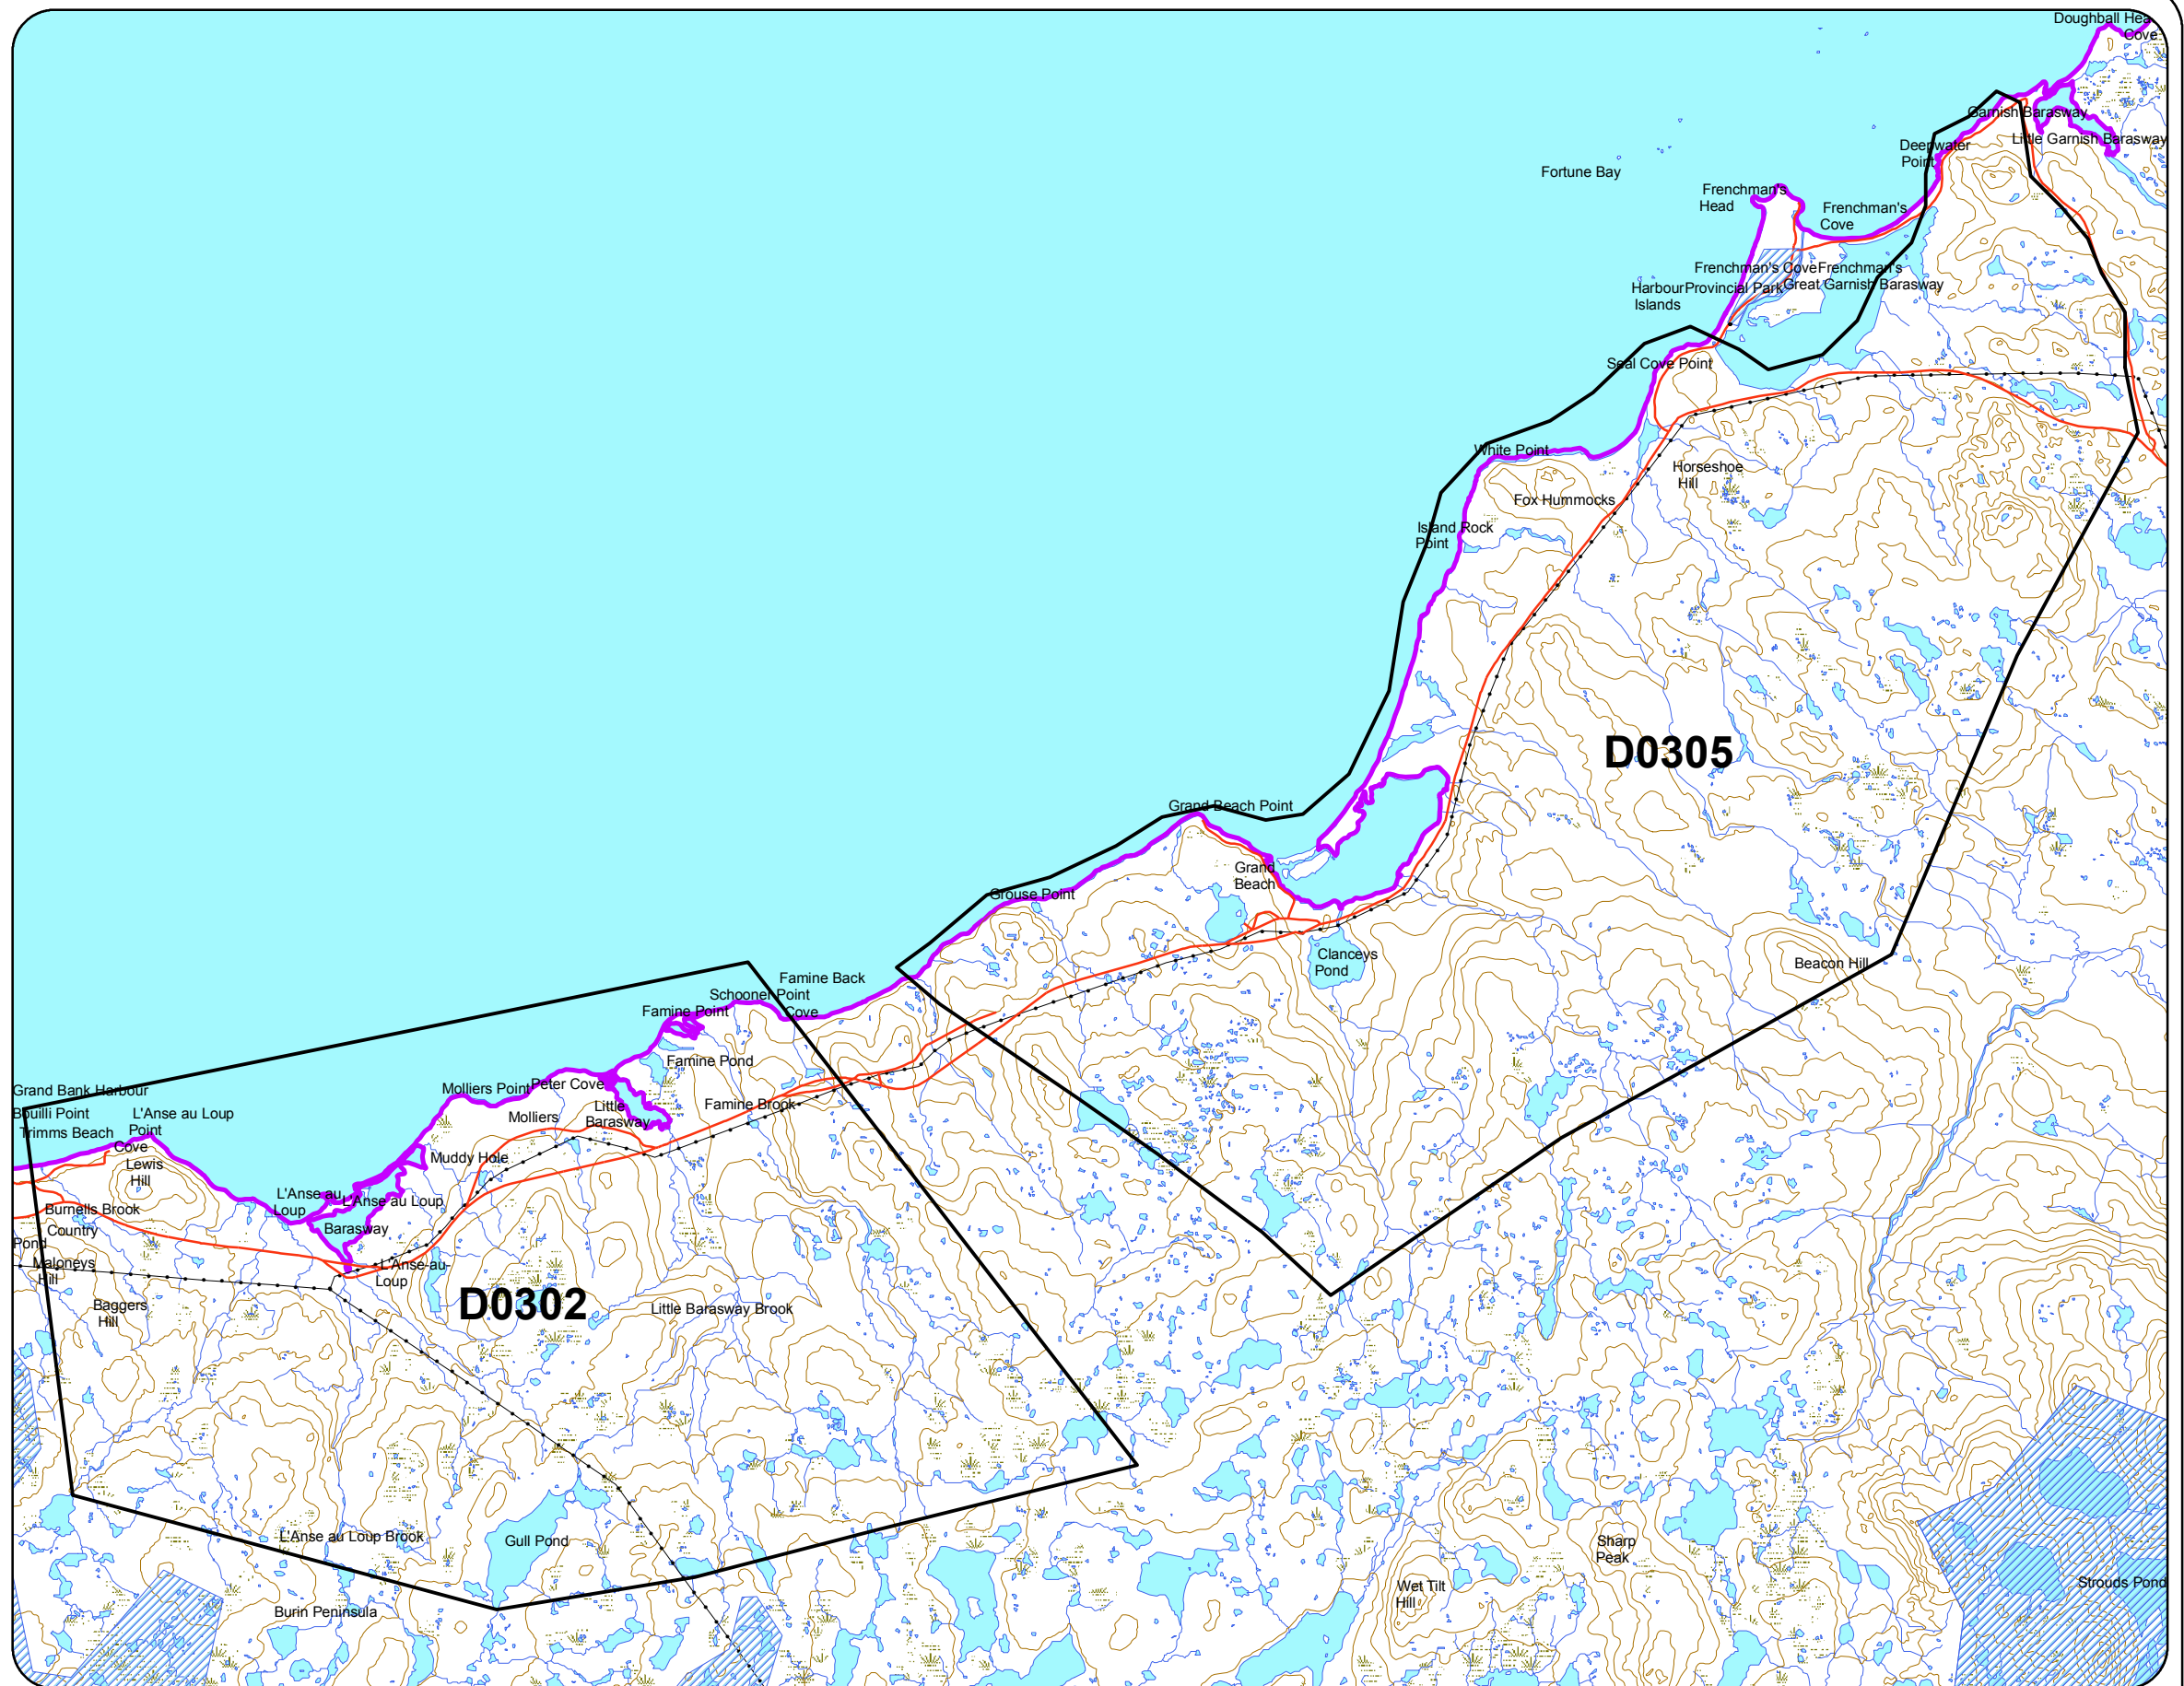 Doughball Hea
Cove
Garnish Barasway
Little Garnish Barasway
Deepwater
Point
Fortune Bay
Frenchman's
Head
Frenchman's
Cove
Frenchman's Cove
Provincial Park
Frenchman's
Great Garnish Barasway
Harbour
Islands
Seal Cove Point
White Point
Horseshoe
Hill
Fox Hummocks
Island Rock
Point
D0305
Grand Beach Point
Grand
Beach
Grouse Point
Clanceys
Pond
Beacon Hill
Famine Back
Cove
Schooner Point
Famine Point
Famine Pond
Grand Bank Harbour
Bouilli Point
Trimms Beach
L'Anse au Loup
Point
Cove
Lewis
Hill
Molliers Point
Peter Cove
Molliers
Little
Barasway
Famine Brook
Muddy Hole
L'Anse au
Loup
L'Anse au Loup
Barasway
Burnells Brook
Country
Pond
Maloneys
Hill
L'Anse-au-
Loup
Baggers
Hill
D0302
Little Barasway Brook
L'Anse au Loup Brook
Gull Pond
Sharp
Peak
Wet Tilt
Hill
Strouds Pond
Burin Peninsula